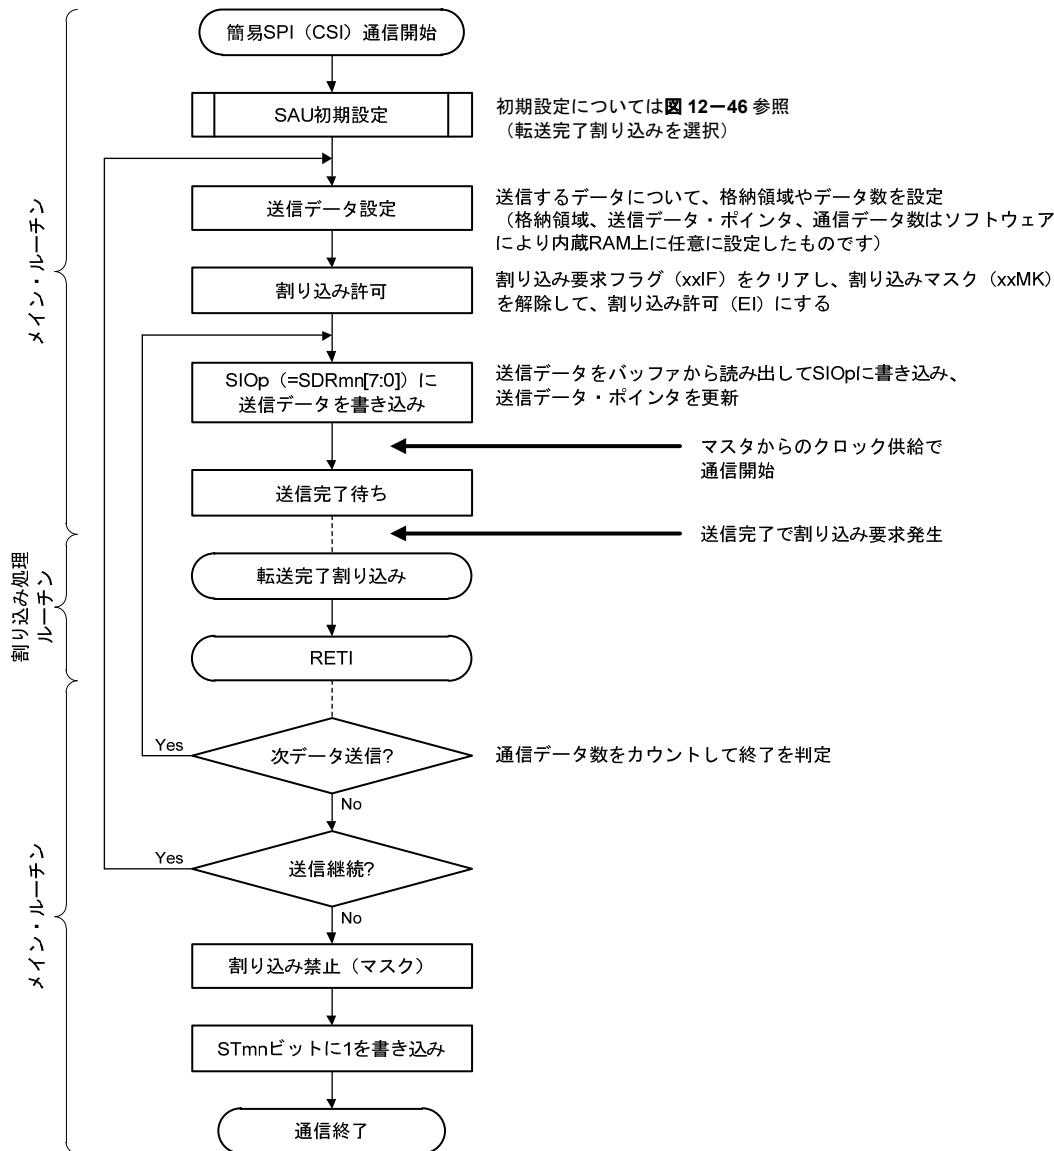 簡易SPI（CSI）通信開始
SAU初期設定
初期設定については図 12－46 参照
（転送完了割り込みを選択）
送信データ設定
送信するデータについて、格納領域やデータ数を設定
（格納領域、送信データ・ポインタ、通信データ数はソフトウェア
により内蔵RAM上に任意に設定したものです）
メイン・ルーチン
割り込み許可
割り込み要求フラグ（xxIF）をクリアし、割り込みマスク（xxMK）
を解除して、割り込み許可（EI）にする
SIOp（=SDRmn[7:0]）に
送信データを書き込み
送信データをバッファから読み出してSIOpに書き込み、
送信データ・ポインタを更新
マスタからのクロック供給で
通信開始
送信完了待ち
送信完了で割り込み要求発生
割り込み処理
ルーチン
転送完了割り込み
RETI
Yes
次データ送信?
通信データ数をカウントして終了を判定
No
Yes
送信継続?
No
メイン・ルーチン
割り込み禁止（マスク）
STmnビットに1を書き込み
通信終了